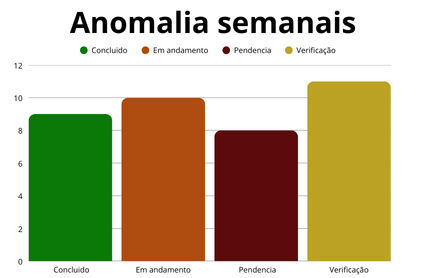 Anomalia semanais
Concluido Em andamento Pendencia Verificação
12
10
8
6
4
2
0
Concluido Em andamento Pendencia Verificação